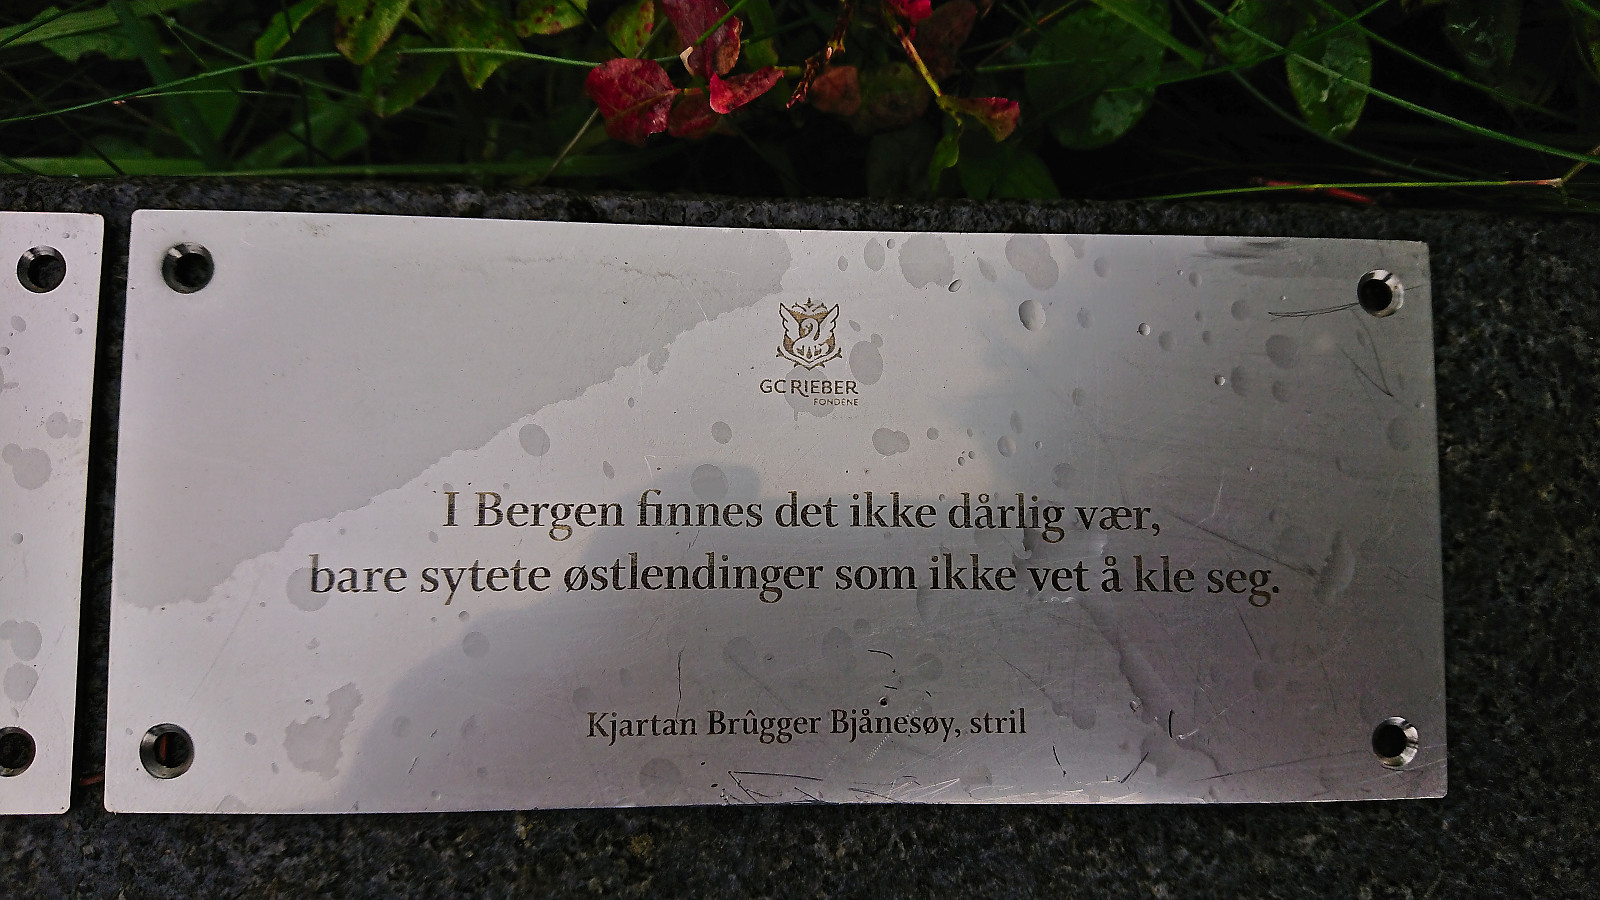 GC RIEBER
FONDENE
I Bergen finnes det ikke dårlig vær,
bare sytete østlendinger som ikke vet å kle seg.
Kjartan Brûgger Bjånesøy, stril